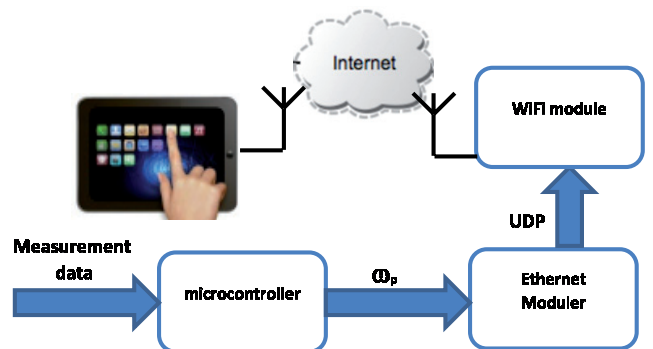 Internet
WIFI module
UDP
Measurement
data
microcontroller
ωp
Ethernet
Moduler